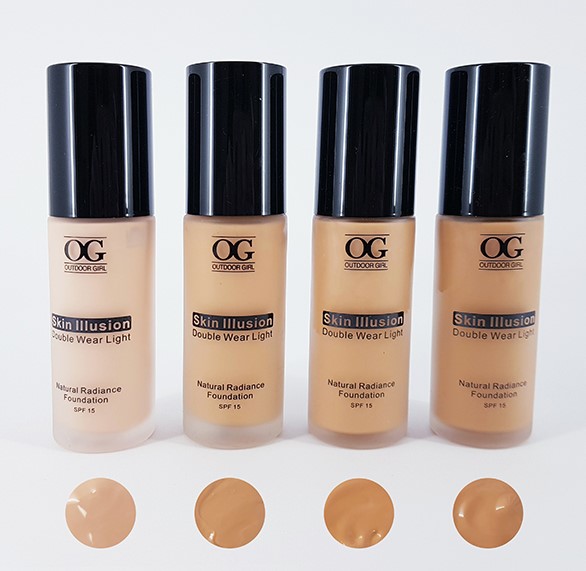 OG
OUTDOOR GIRL
Skin Illusion
Double Wear Light
Natural Radiance
Foundation
SPF 15
OG
OUTDOOR GIRL
Skin Illusion
Double Wear Light
Natural Radiance
Foundation
SPF 15
OG
OUTDOOR GIRL
Skin Illusion
Double Wear Light
Natural Radiance
Foundation
SPF 15
OG
OUTDOOR GIRL
Skin Illusion
Double Wear Light
Natural Radiance
Foundation
SPF 15